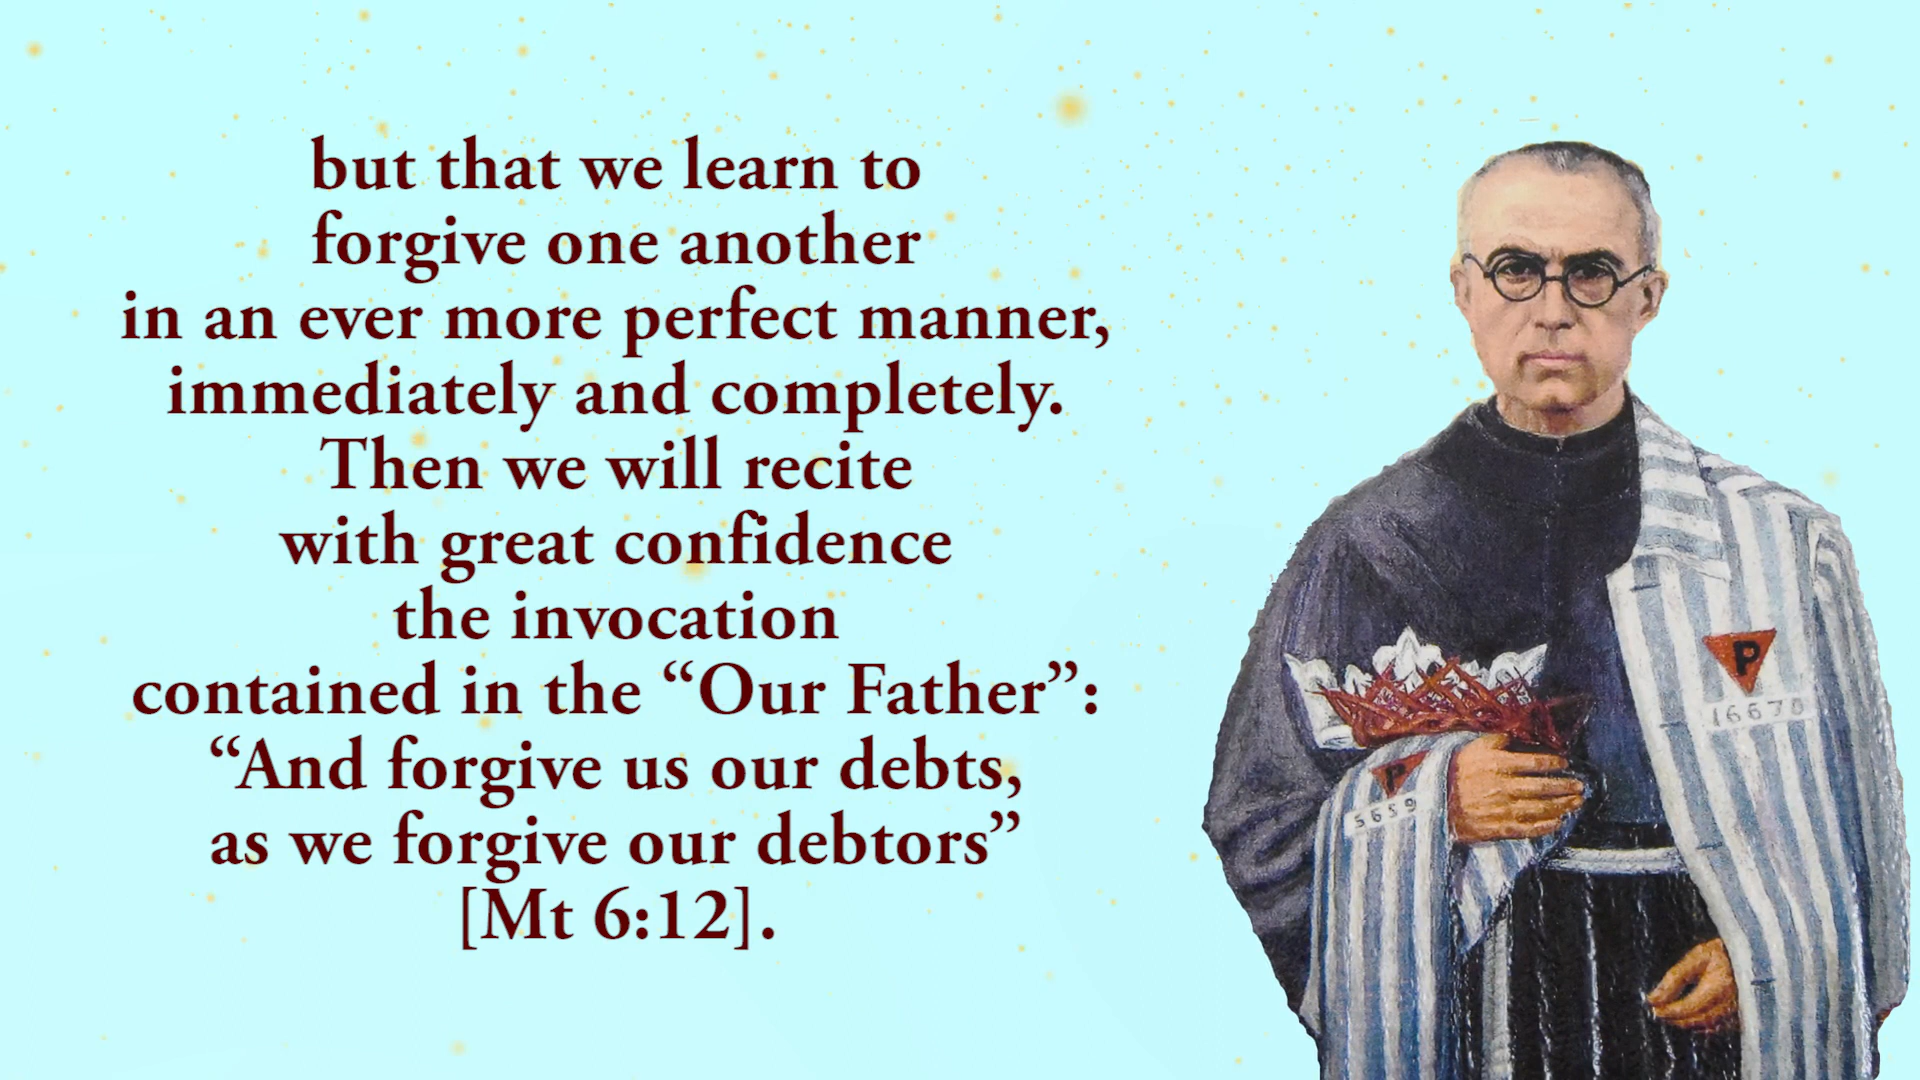 but that we learn to
forgive one another
in an ever more perfect manner,
immediately and completely.
Then we will recite
with great confidence
the invocation
contained in the “Our Father”:
“And forgive us our debts,
as we forgive our debtors”
[Mt 6:12].
P
16670
P
5659